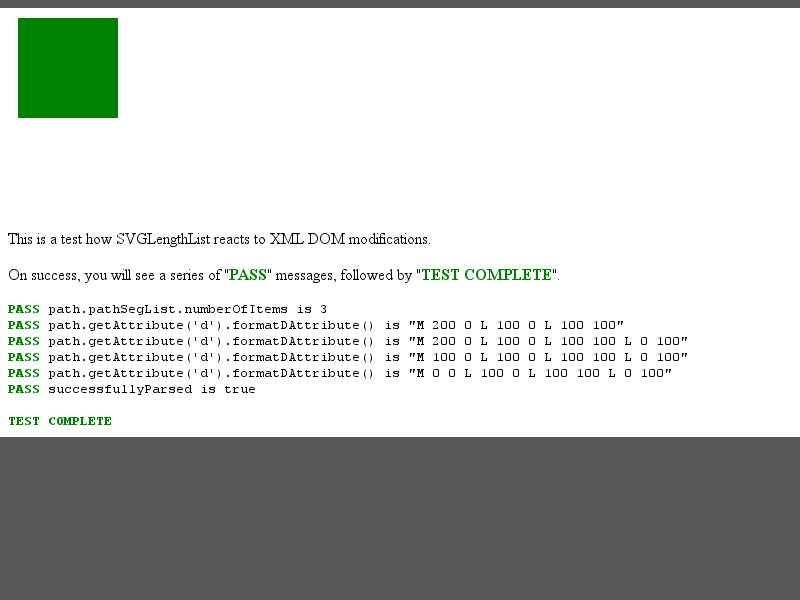 This is a test how SVGLengthList reacts to XML DOM modifications.
On success, you will see a series of "PASS" messages, followed by "TEST COMPLETE".
PASS path.pathSegList.numberOfItems is 3
PASS path.getAttribute('d').formatDAttribute() is "M 200 0 L 100 0 L 100 100"
PASS path.getAttribute('d').formatDAttribute() is "M 200 0 L 100 0 L 100 100 L 0 100"
PASS path.getAttribute('d').formatDAttribute() is "M 100 0 L 100 0 L 100 100 L 0 100"
PASS path.getAttribute('d').formatDAttribute() is "M 0 0 L 100 0 L 100 100 L 0 100"
PASS successfullyParsed is true
TEST COMPLETE